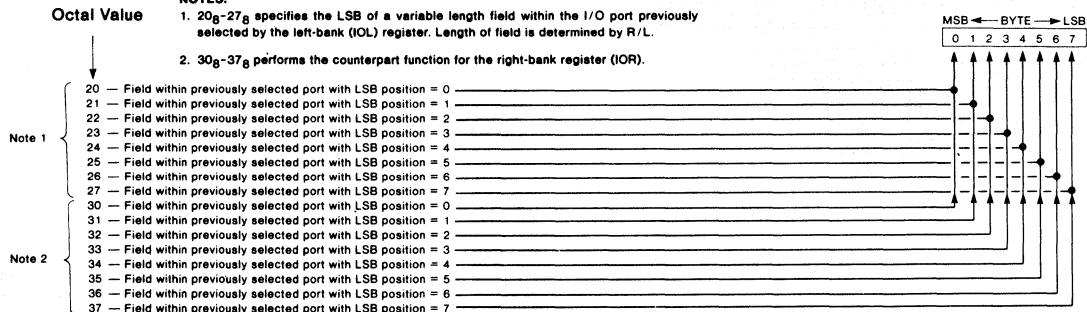 NOTES:
Octal Value
1. 20₈-27₈ specifies the LSB of a variable length field within the I/O port previously
selected by the left-bank (IOL) register. Length of field is determined by R/L.
2. 30₈-37₈ performs the counterpart function for the right-bank register (IOR).
MSB BYTE LSB
0 1 2 3 4 5 6 7
Note 1
20 — Field within previously selected port with LSB position = 0
21 — Field within previously selected port with LSB position = 1
22 — Field within previously selected port with LSB position = 2
23 — Field within previously selected port with LSB position = 3
24 — Field within previously selected port with LSB position = 4
25 — Field within previously selected port with LSB position = 5
26 — Field within previously selected port with LSB position = 6
27 — Field within previously selected port with LSB position = 7
Note 2
30 — Field within previously selected port with LSB position = 0
31 — Field within previously selected port with LSB position = 1
32 — Field within previously selected port with LSB position = 2
33 — Field within previously selected port with LSB position = 3
34 — Field within previously selected port with LSB position = 4
35 — Field within previously selected port with LSB position = 5
36 — Field within previously selected port with LSB position = 6
37 — Field within previously selected port with LSB position = 7